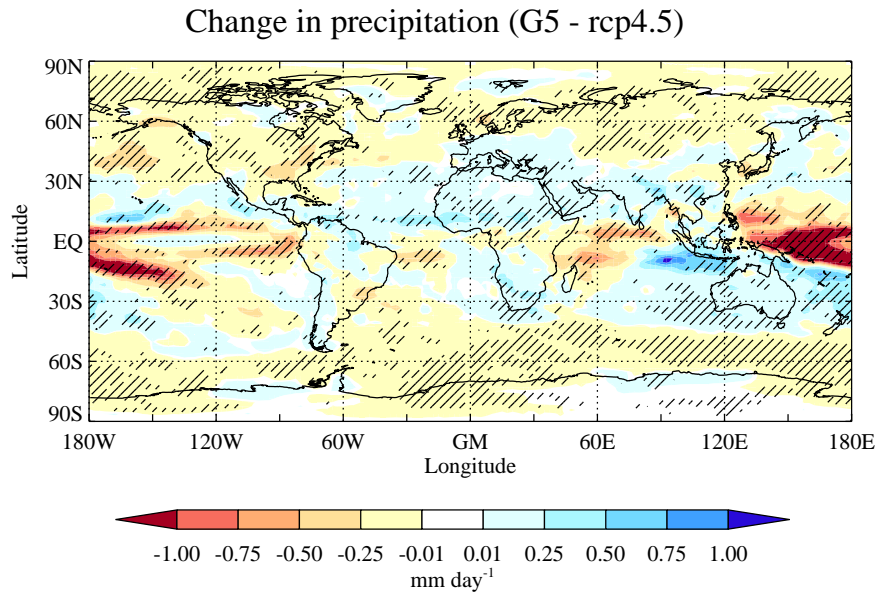 Change in precipitation (G5 - rcp4.5)
90N
60N
30N
EQ
30S
60S
90S
Latitude
180W 120W 60W GM 60E 120E 180E
Longitude
-1.00 -0.75 -0.50 -0.25 -0.01 0.01 0.25 0.50 0.75 1.00
mm day⁻¹